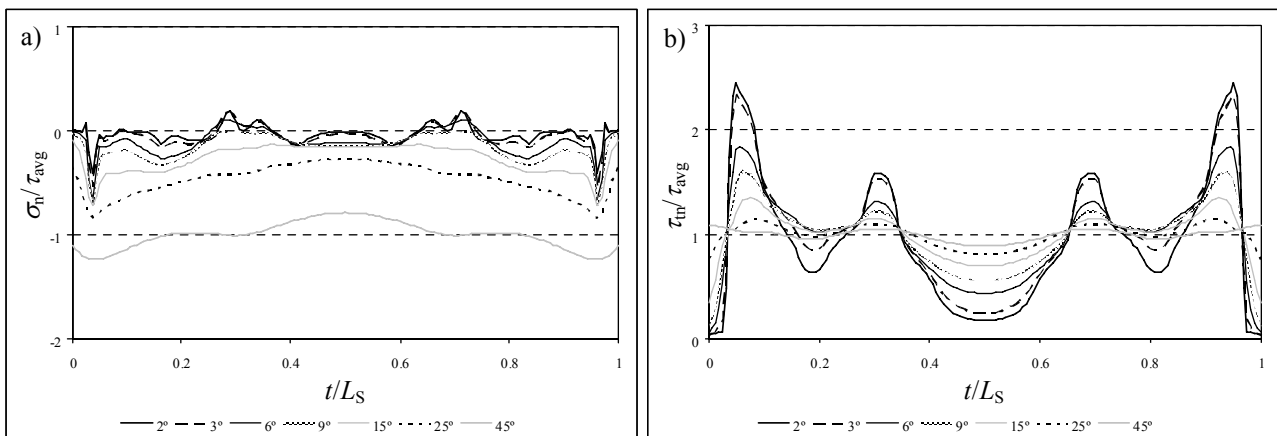 a)
1
0
-1
-2
σn/τavg
0 0.2 0.4 0.6 0.8 1
t/LS
2º 3º 6º 9º 15º 25º 45º
b)
3
2
1
0
τtn/τavg
0 0.2 0.4 0.6 0.8 1
t/LS
2º 3º 6º 9º 15º 25º 45º